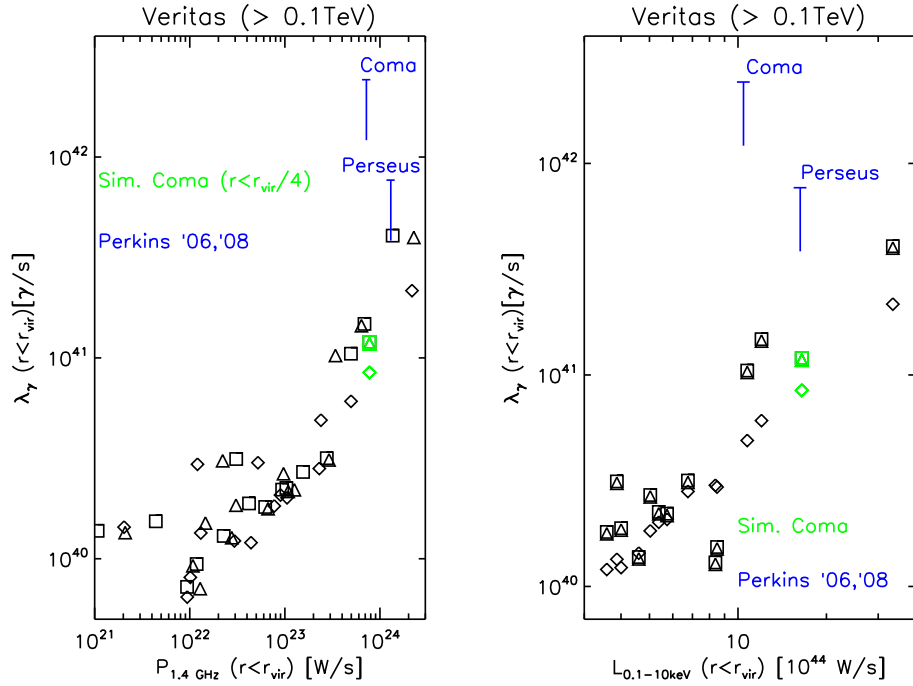 Veritas (> 0.1TeV)
Coma
10^42
Perseus
Sim. Coma (r<r_vir/4)
Perkins '06,'08
λ_γ (r<r_vir)[γ/s]
10^41
10^40
10^21 10^22 10^23 10^24
P_1.4 GHz (r<r_vir) [W/s]
Veritas (> 0.1TeV)
Coma
10^42
Perseus
λ_γ (r<r_vir)[γ/s]
10^41
Sim. Coma
Perkins '06,'08
10^40
10
L_0.1-10keV (r<r_vir) [10^44 W/s]